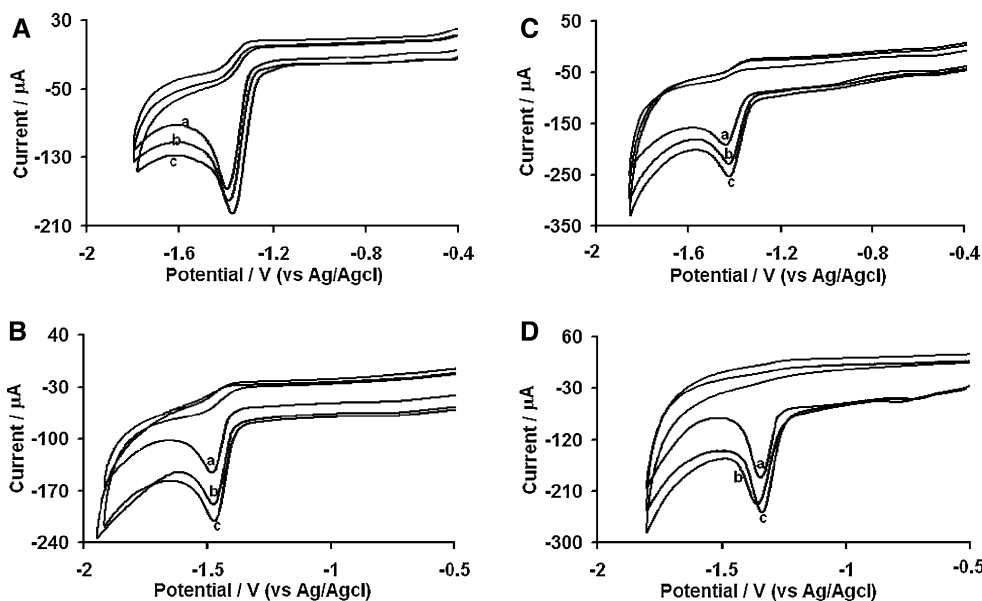 A
30
-50
-130
-210
Current / µA
a
b
c
-2 -1.6 -1.2 -0.8 -0.4
Potential / V (vs Ag/Agcl)
C
50
-50
-150
-250
-350
Current / µA
a
b
c
-2 -1.6 -1.2 -0.8 -0.4
Potential / V (vs Ag/Agcl)
B
40
-30
-100
-170
-240
Current / µA
a
b
c
-2 -1.5 -1 -0.5
Potential / V (vs Ag/Agcl)
D
60
-30
-120
-210
-300
Current / µA
a
b
c
-2 -1.5 -1 -0.5
Potential / V (vs Ag/Agcl)